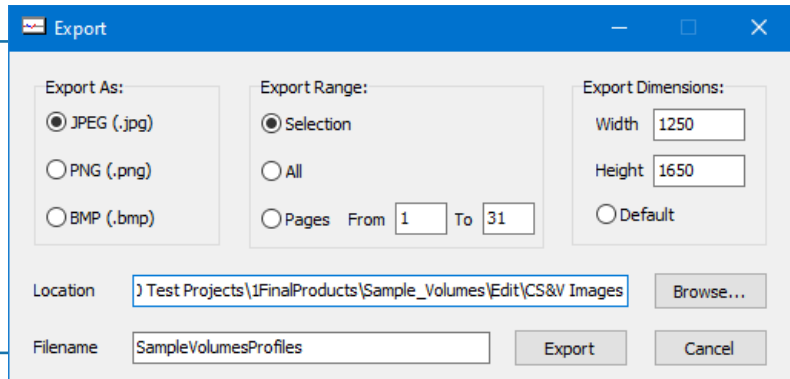 Export
Export As:
JPEG (.jpg)
PNG (.png)
BMP (.bmp)
Export Range:
Selection
All
Pages From 1 To 31
Export Dimensions:
Width 1250
Height 1650
Default
Location Test Projects\1FinalProducts\Sample_Volumes\Edit\CS&V Images Browse...
Filename SampleVolumesProfiles Export Cancel